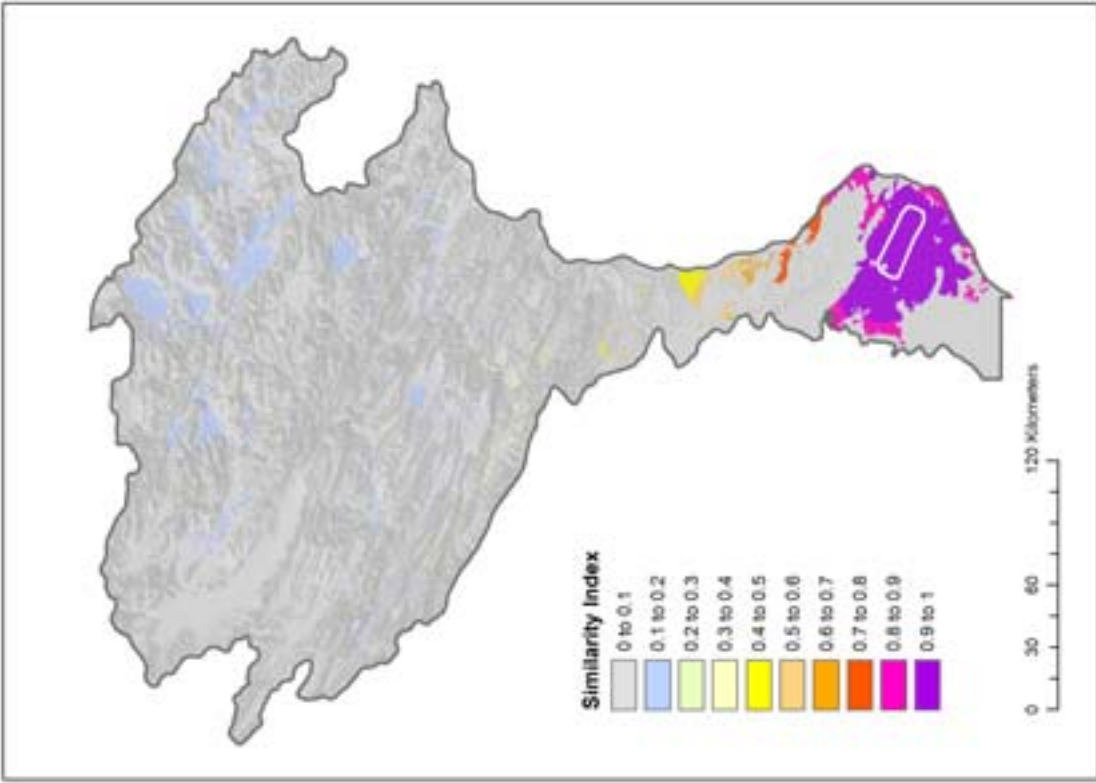 Similarity Index
0 to 0.1
0.1 to 0.2
0.2 to 0.3
0.3 to 0.4
0.4 to 0.5
0.5 to 0.6
0.6 to 0.7
0.7 to 0.8
0.8 to 0.9
0.9 to 1
0 30 60 120 Kilometers